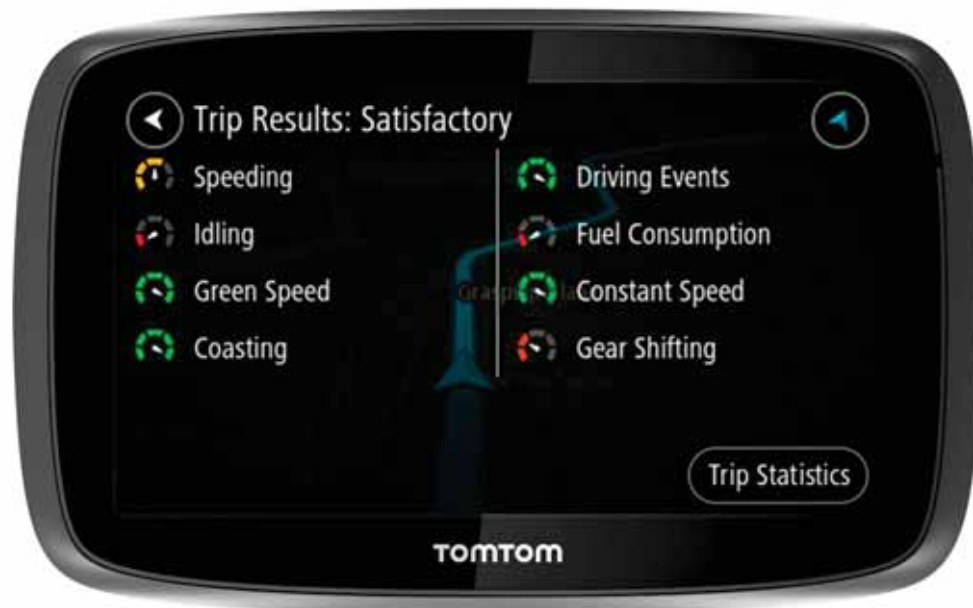 Trip Results: Satisfactory
Speeding
Idling
Green Speed
Coasting
Driving Events
Fuel Consumption
Constant Speed
Gear Shifting
Trip Statistics
TOMTOM